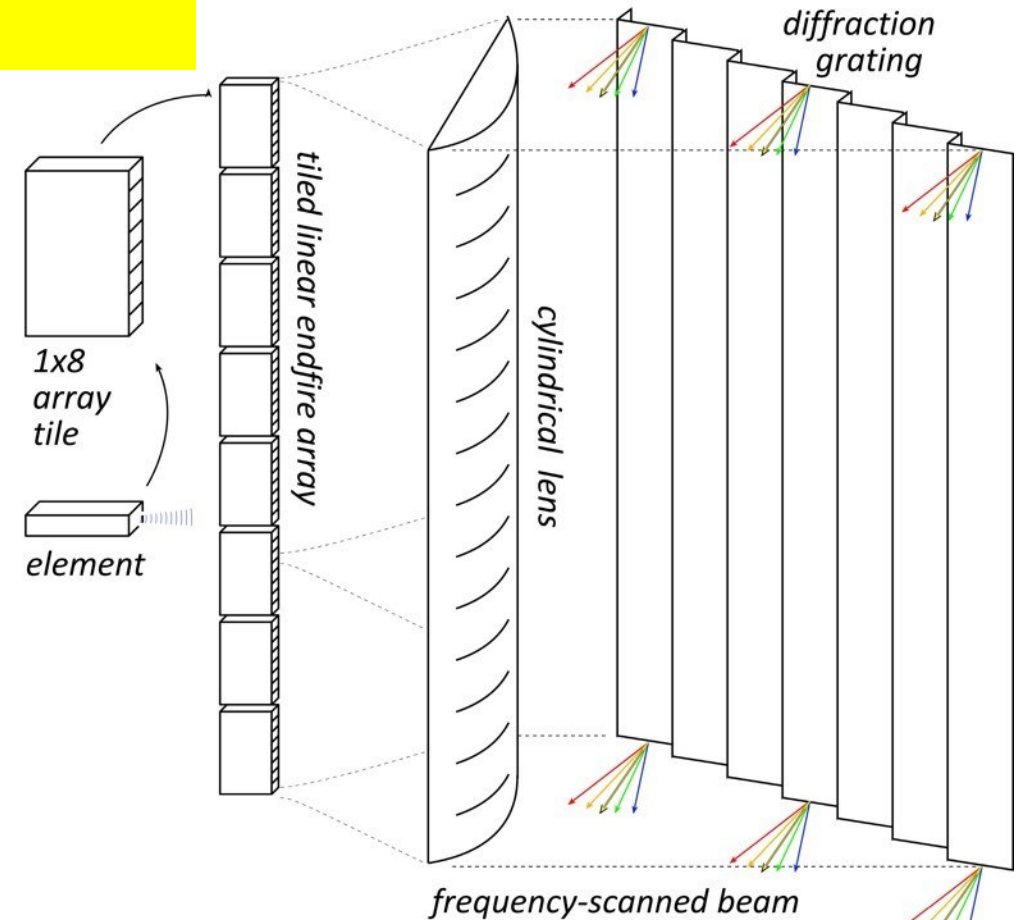 diffraction
grating
tiled linear endfire array
1x8
array
tile
cylindrical lens
element
frequency-scanned beam